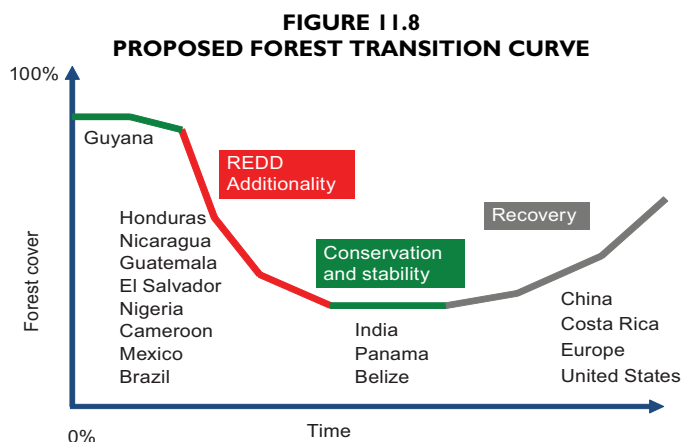 FIGURE 11.8
PROPOSED FOREST TRANSITION CURVE
100%
Guyana
REDD
Additionality
Honduras
Nicaragua
Guatemala
El Salvador
Nigeria
Cameroon
Mexico
Brazil
Conservation
and stability
India
Panama
Belize
Recovery
China
Costa Rica
Europe
United States
Forest cover
0%
Time